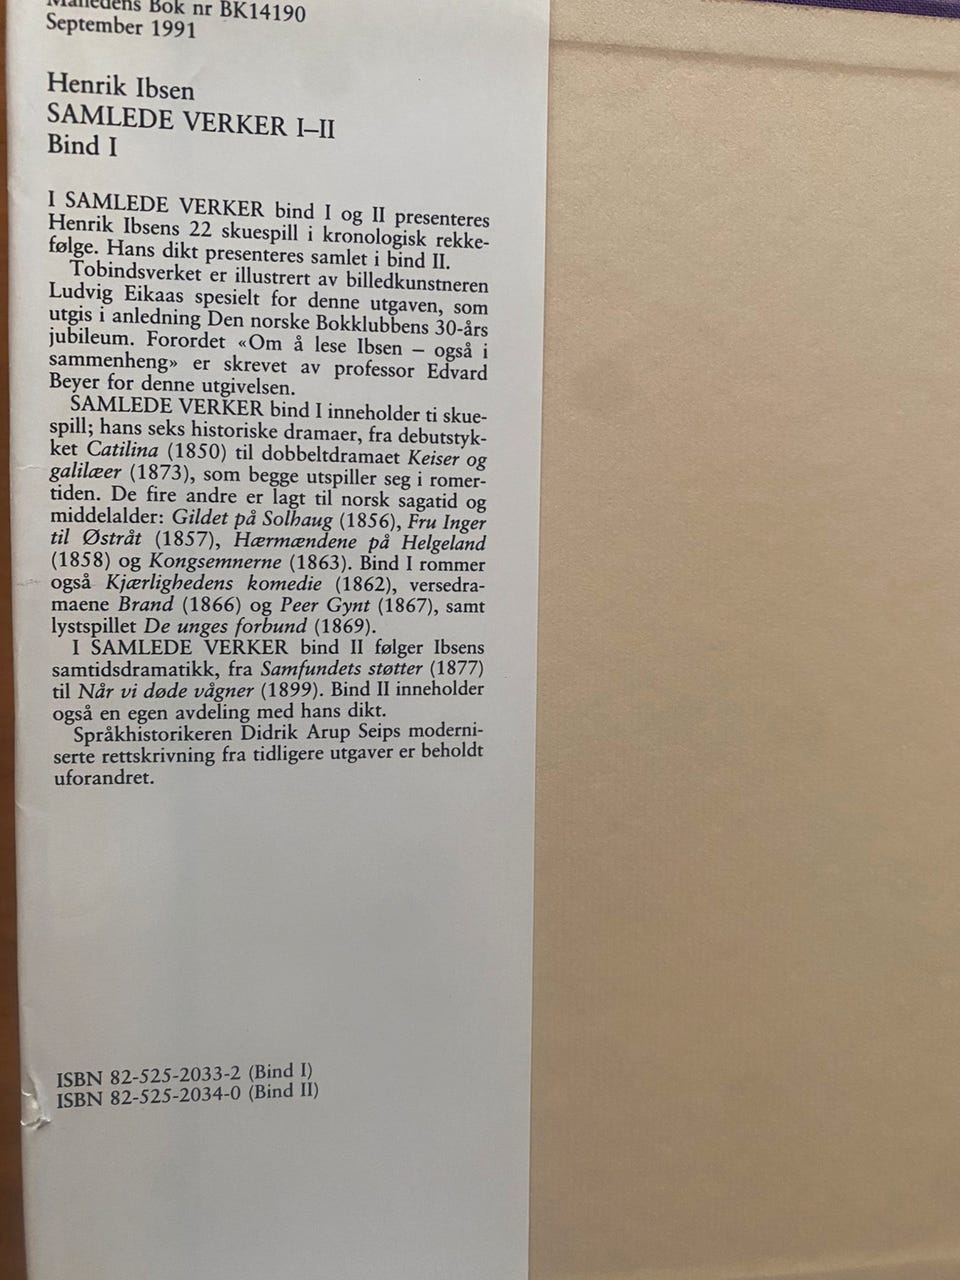 Månedens Bok nr BK14190
September 1991
Henrik Ibsen
SAMLEDE VERKER I–II
Bind I
I SAMLEDE VERKER bind I og II presenteres
Henrik Ibsens 22 skuespill i kronologisk rekke-
følge. Hans dikt presenteres samlet i bind II.
Tobindsverket er illustrert av billedkunstneren
Ludvig Eikaas spesielt for denne utgaven, som
utgis i anledning Den norske Bokklubbens 30-års
jubileum. Forordet «Om å lese Ibsen – også i
sammenheng» er skrevet av professor Edvard
Beyer for denne utgivelsen.
SAMLEDE VERKER bind I inneholder ti skue-
spill; hans seks historiske dramaer, fra debutstyk-
ket Catilina (1850) til dobbeltdramaet Keiser og
galilæer (1873), som begge utspiller seg i romer-
tiden. De fire andre er lagt til norsk sagatid og
middelalder: Gildet på Solhaug (1856), Fru Inger
til Østråt (1857), Hærmændene på Helgeland
(1858) og Kongsemnerne (1863). Bind I rommer
også Kjærlighedens komedie (1862), versedra-
maene Brand (1866) og Peer Gynt (1867), samt
lystspillet De unges forbund (1869).
I SAMLEDE VERKER bind II følger Ibsens
samtidsdramatikk, fra Samfundets støtter (1877)
til Når vi døde vågner (1899). Bind II inneholder
også en egen avdeling med hans dikt.
Språkhistorikeren Didrik Arup Seips moderni-
serte rettskrivning fra tidligere utgaver er beholdt
uforandret.
ISBN 82-525-2033-2 (Bind I)
ISBN 82-525-2034-0 (Bind II)